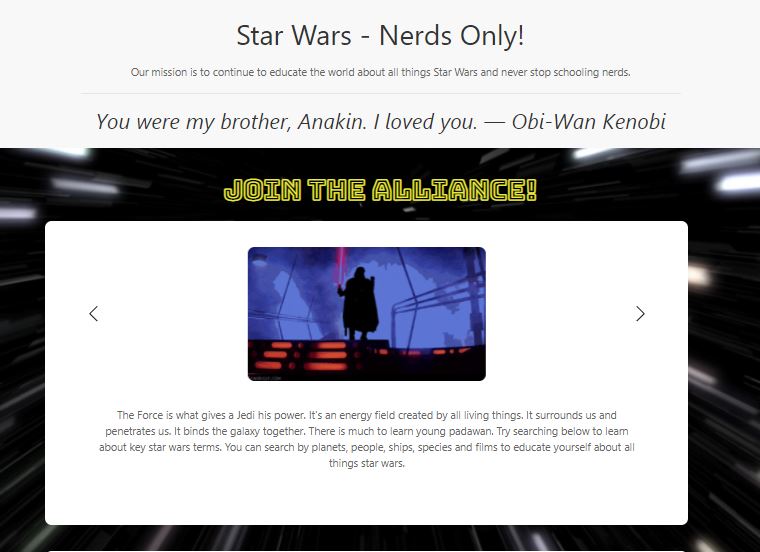 Star Wars - Nerds Only!
Our mission is to continue to educate the world about all things Star Wars and never stop schooling nerds.
You were my brother, Anakin. I loved you. — Obi-Wan Kenobi
JOIN THE ALLIANCE!
The Force is what gives a Jedi his power. It's an energy field created by all living things. It surrounds us and
penetrates us. It binds the galaxy together. There is much to learn young padawan. Try searching below to learn
about key star wars terms. You can search by planets, people, ships, species and films to educate yourself about all
things star wars.